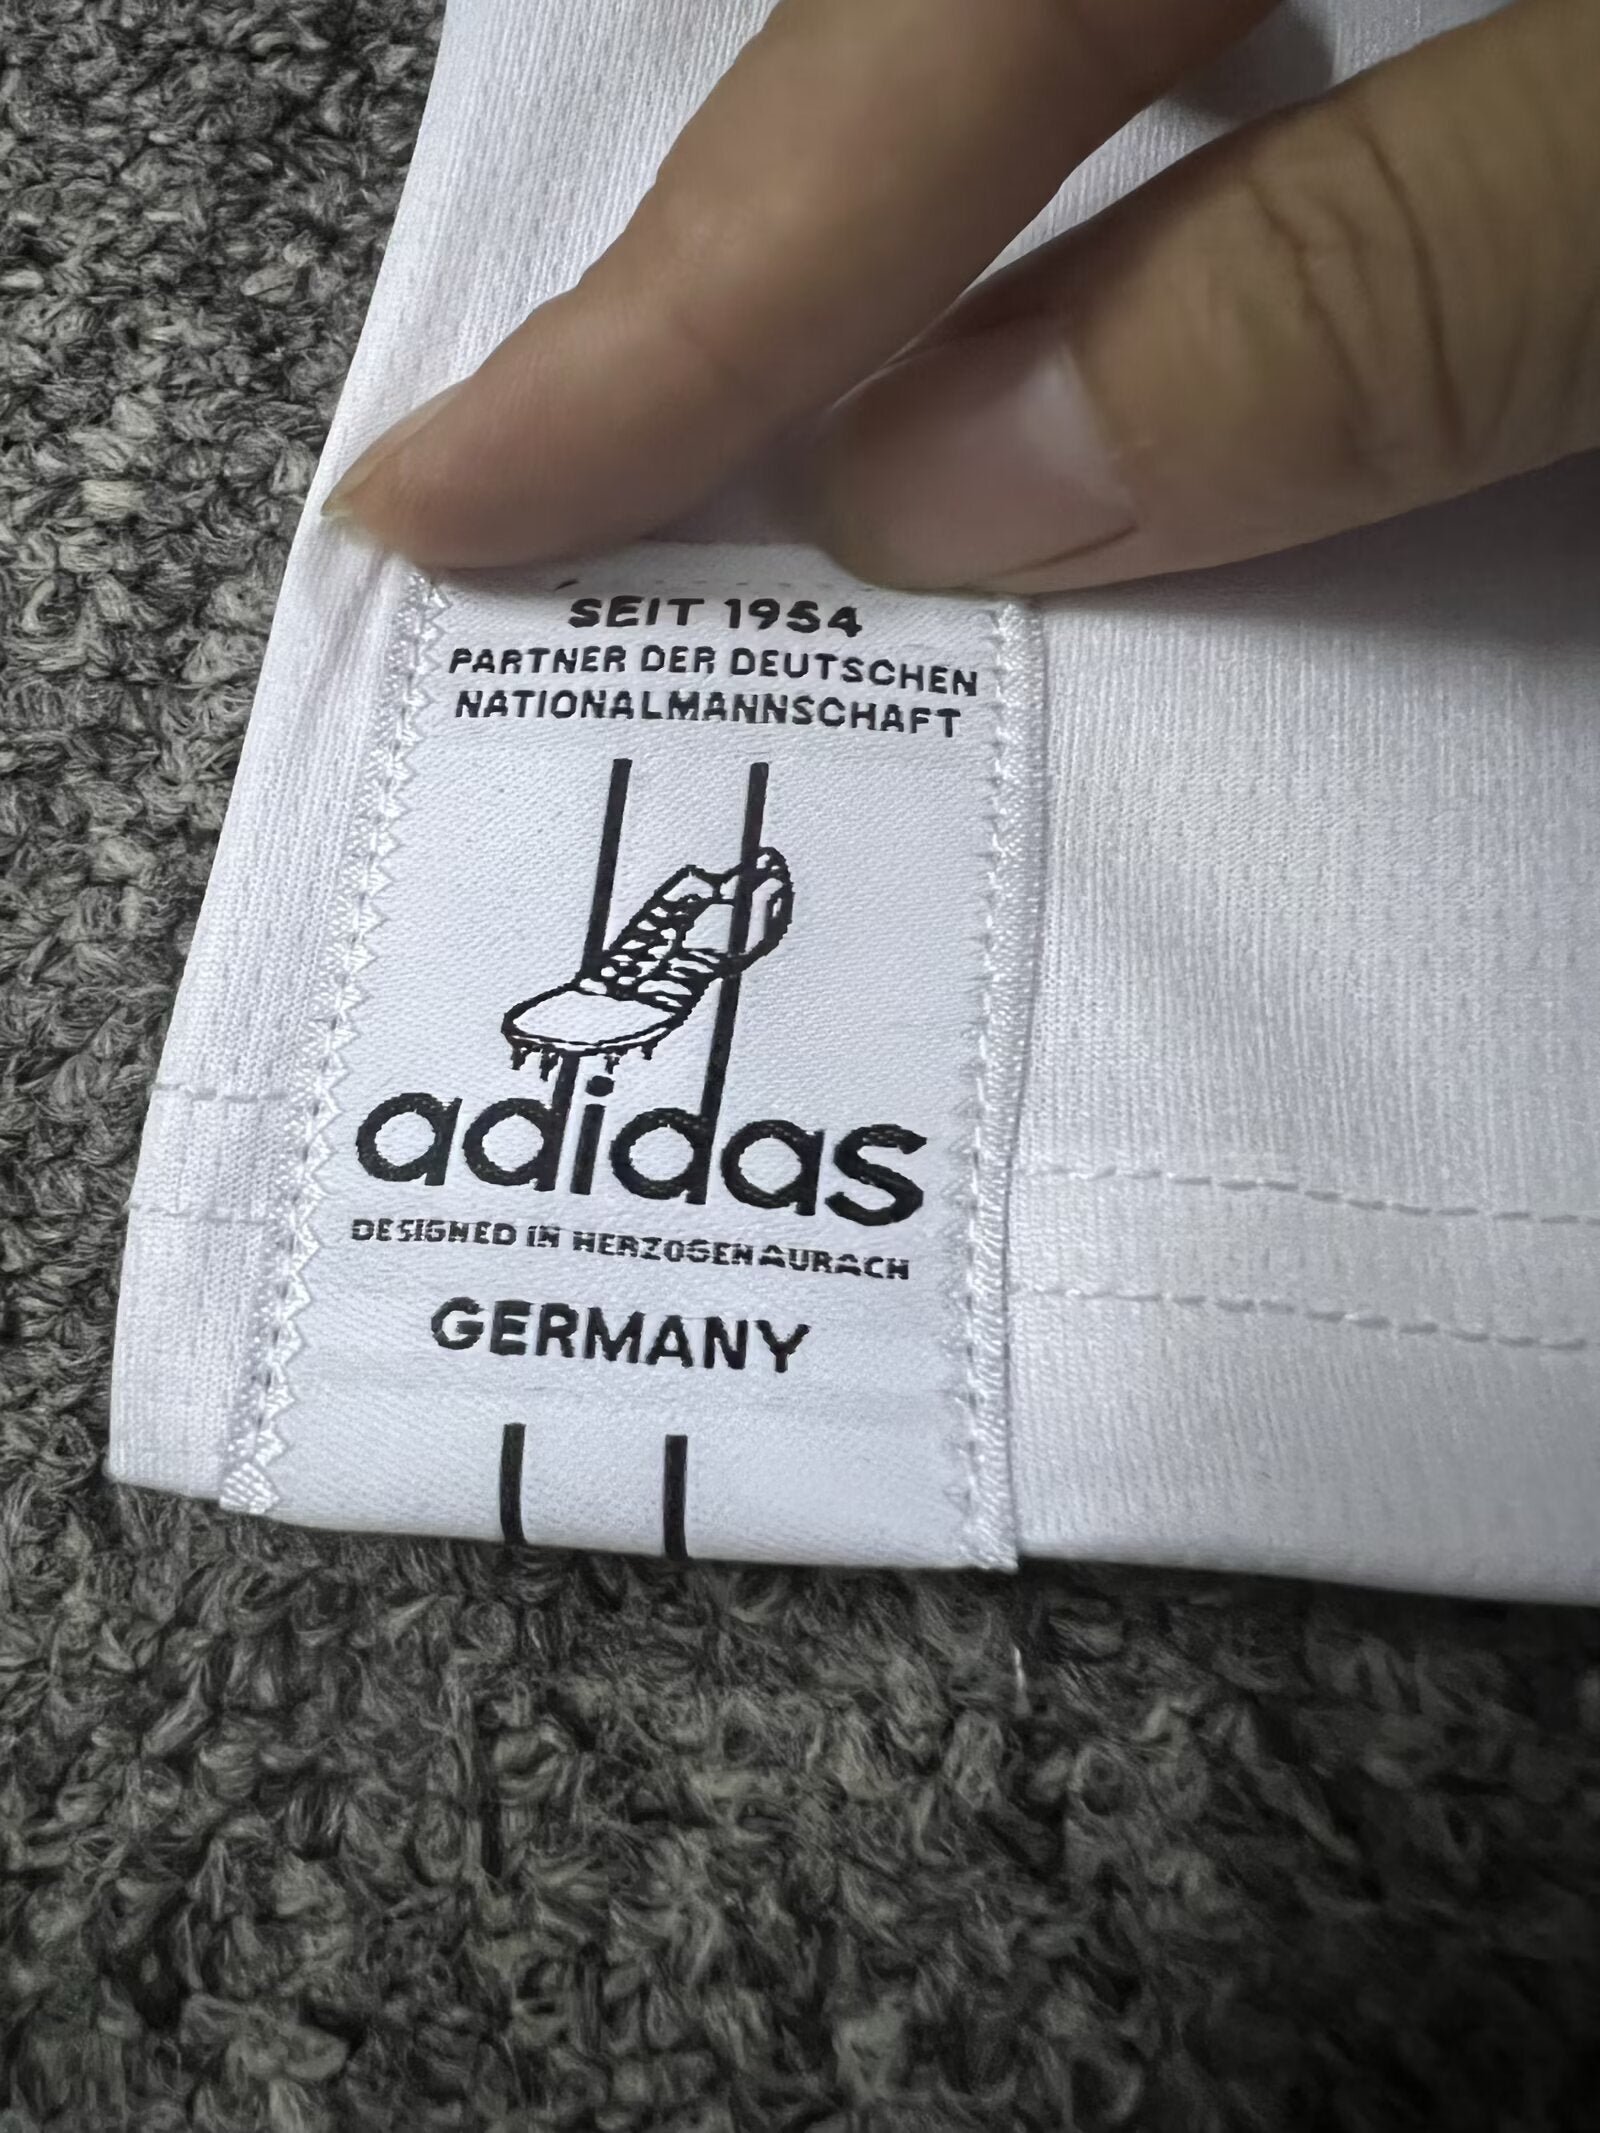 SEIT 1954
PARTNER DER DEUTSCHEN
NATIONALMANNSCHAFT
adidas
DESIGNED IN HERZOGENAURACH
GERMANY